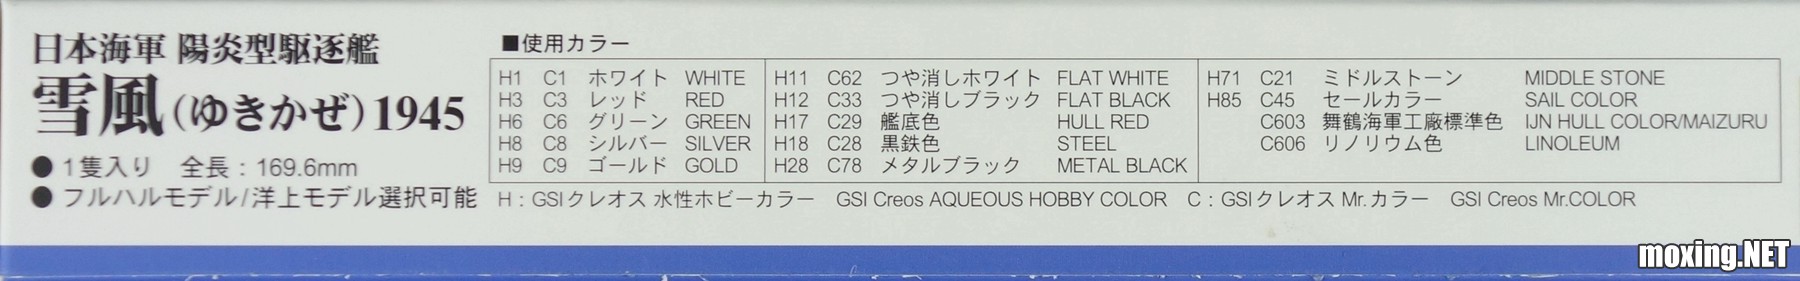 日本海軍 陽炎型駆逐艦
雪風(ゆきかぜ)1945
● 1隻入り 全長：169.6mm
● フルハルモデル/洋上モデル選択可能
■使用カラー
H1 C1 ホワイト WHITE
H3 C3 レッド RED
H6 C6 グリーン GREEN
H8 C8 シルバー SILVER
H9 C9 ゴールド GOLD
H11 C62 つや消しホワイト FLAT WHITE
H12 C33 つや消しブラック FLAT BLACK
H17 C29 艦底色 HULL RED
H18 C28 黒鉄色 STEEL
H28 C78 メタルブラック METAL BLACK
H71 C21 ミドルストーン MIDDLE STONE
H85 C45 セールカラー SAIL COLOR
C603 舞鶴海軍工廠標準色 IJN HULL COLOR/MAIZURU
C606 リノリウム色 LINOLEUM
H：GSIクレオス 水性ホビーカラー GSI Creos AQUEOUS HOBBY COLOR C：GSIクレオス Mr.カラー GSI Creos Mr.COLOR
moxing.NET